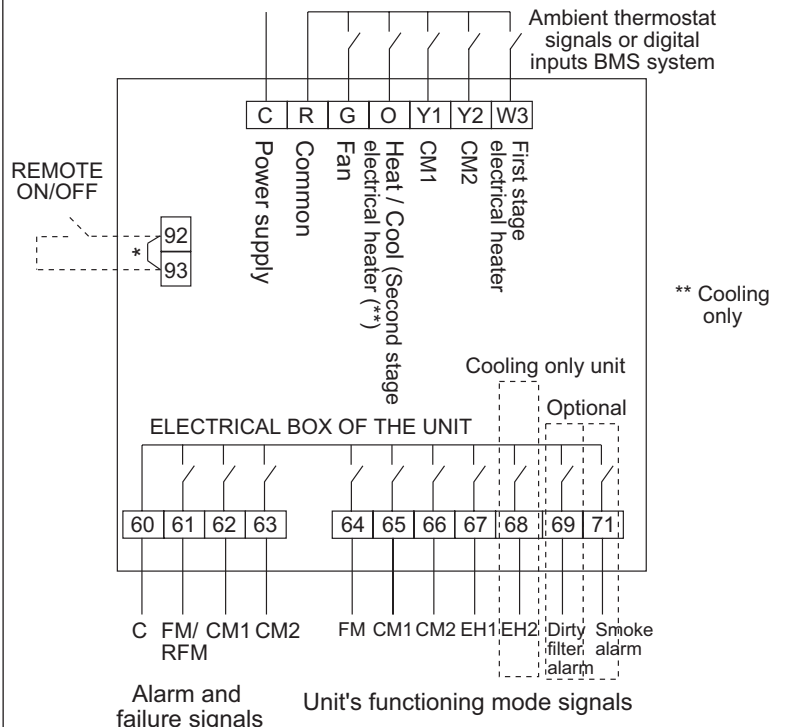 Ambient thermostat
signals or digital
inputs BMS system
C R G O Y1 Y2 W3
Power supply
Common
Fan
Heat / Cool (Second stage
electrical heater (**)
CM1
CM2
First stage
electrical heater
REMOTE
ON/OFF
*
92
93
** Cooling
only
Cooling only unit
Optional
ELECTRICAL BOX OF THE UNIT
60 61 62 63 64 65 66 67 68 69 71
C FM/ CM1 CM2 FM CM1 CM2 EH1 EH2 Dirty Smoke
RFM filter alarm
alarm
Alarm and
failure signals
Unit's functioning mode signals